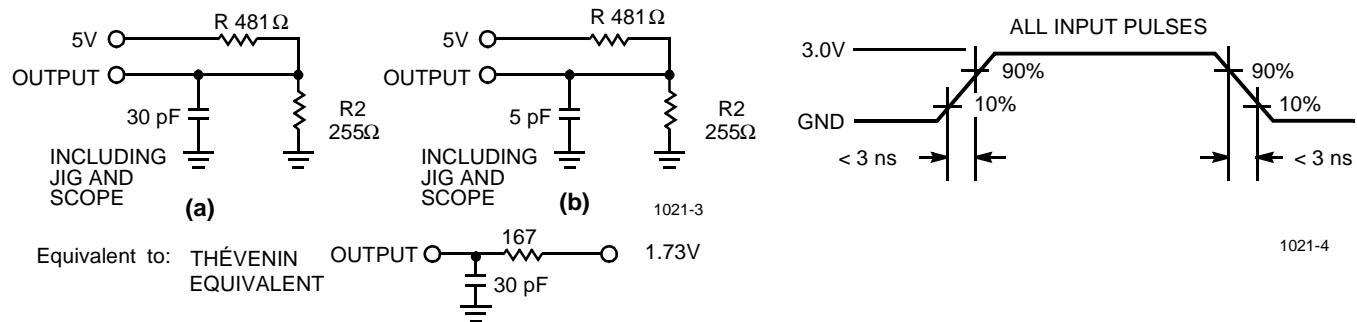 R 481Ω
5V
OUTPUT
30 pF
R2
255Ω
INCLUDING
JIG AND
SCOPE
(a)
R 481Ω
5V
OUTPUT
5 pF
R2
255Ω
INCLUDING
JIG AND
SCOPE
(b)
1021-3
Equivalent to: THÉVENIN
EQUIVALENT
OUTPUT
167
1.73V
30 pF
ALL INPUT PULSES
3.0V
90%
10%
GND
< 3 ns
90%
10%
< 3 ns
1021-4